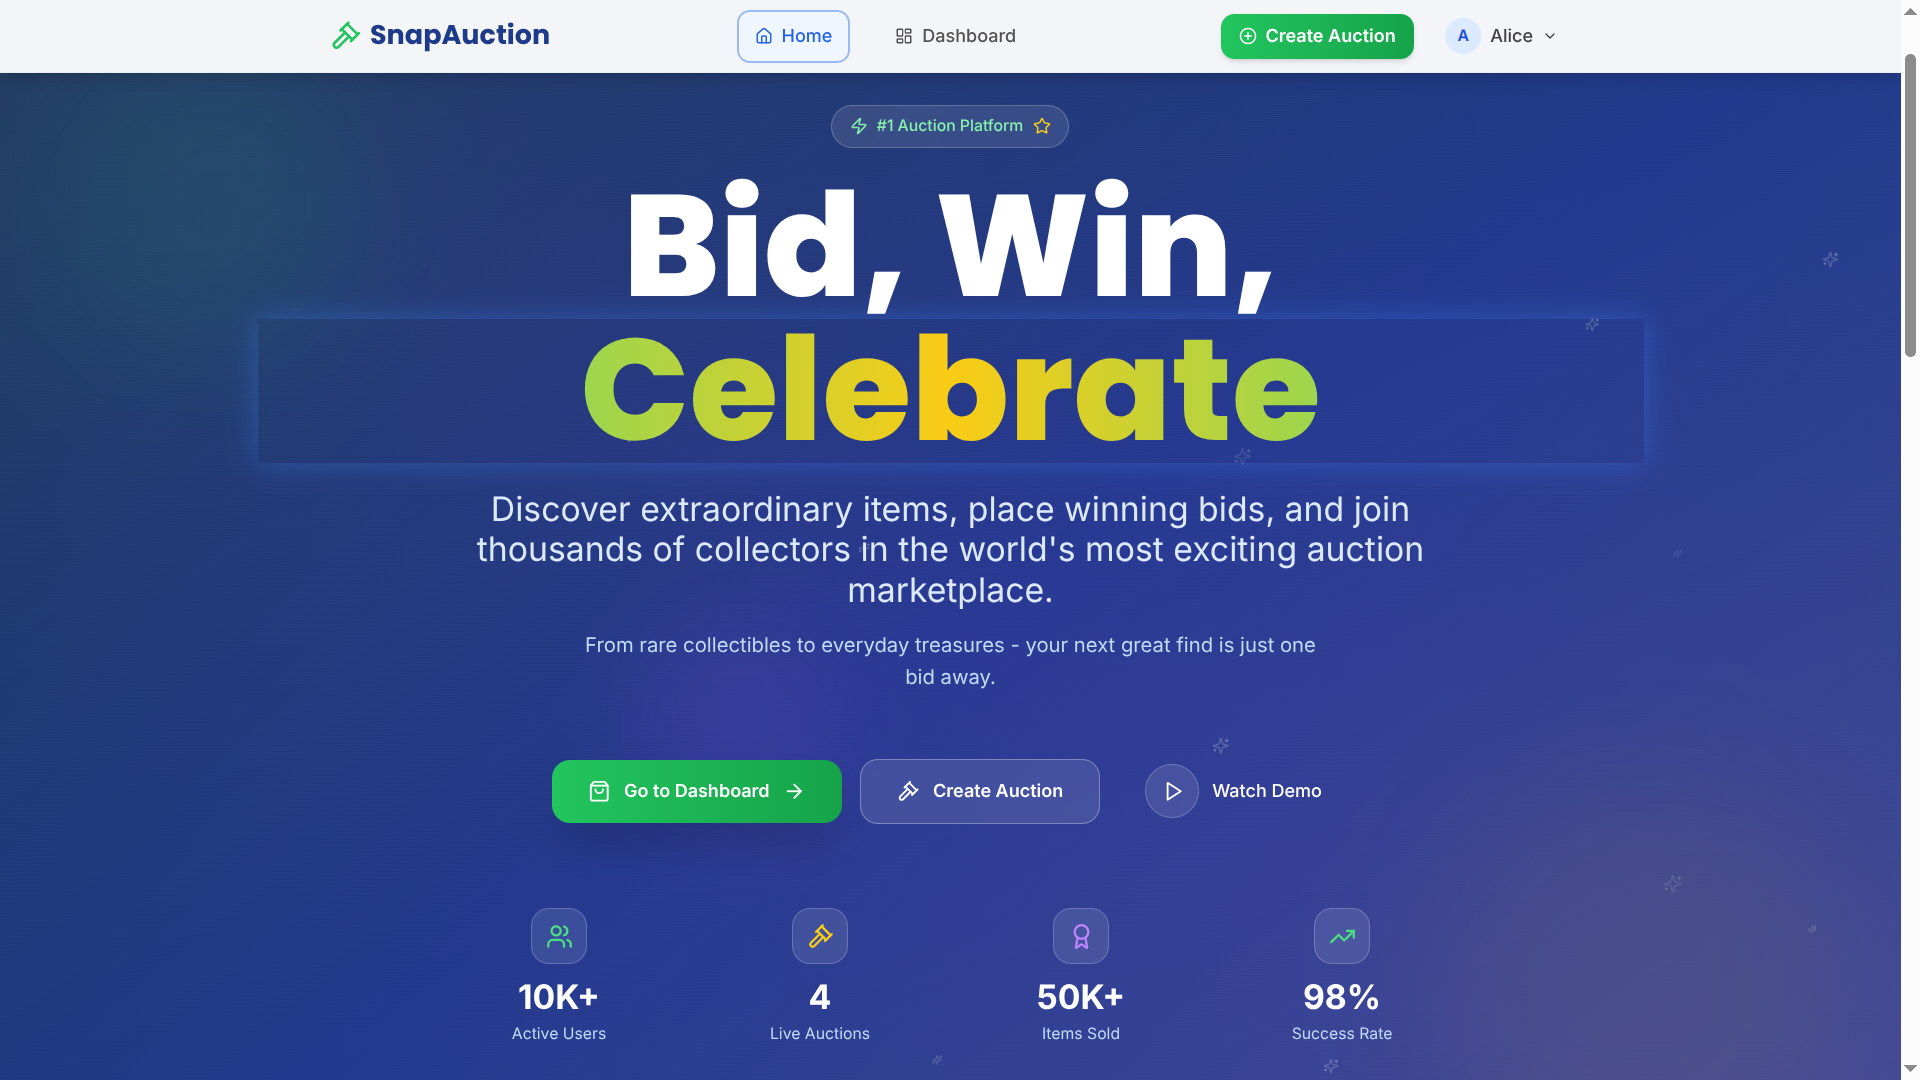 SnapAuction
Home
Dashboard
Create Auction
A
Alice
#1 Auction Platform
Bid, Win,
Celebrate
Discover extraordinary items, place winning bids, and join
thousands of collectors in the world's most exciting auction
marketplace.
From rare collectibles to everyday treasures - your next great find is just one
bid away.
Go to Dashboard
Create Auction
Watch Demo
10K+
Active Users
4
Live Auctions
50K+
Items Sold
98%
Success Rate